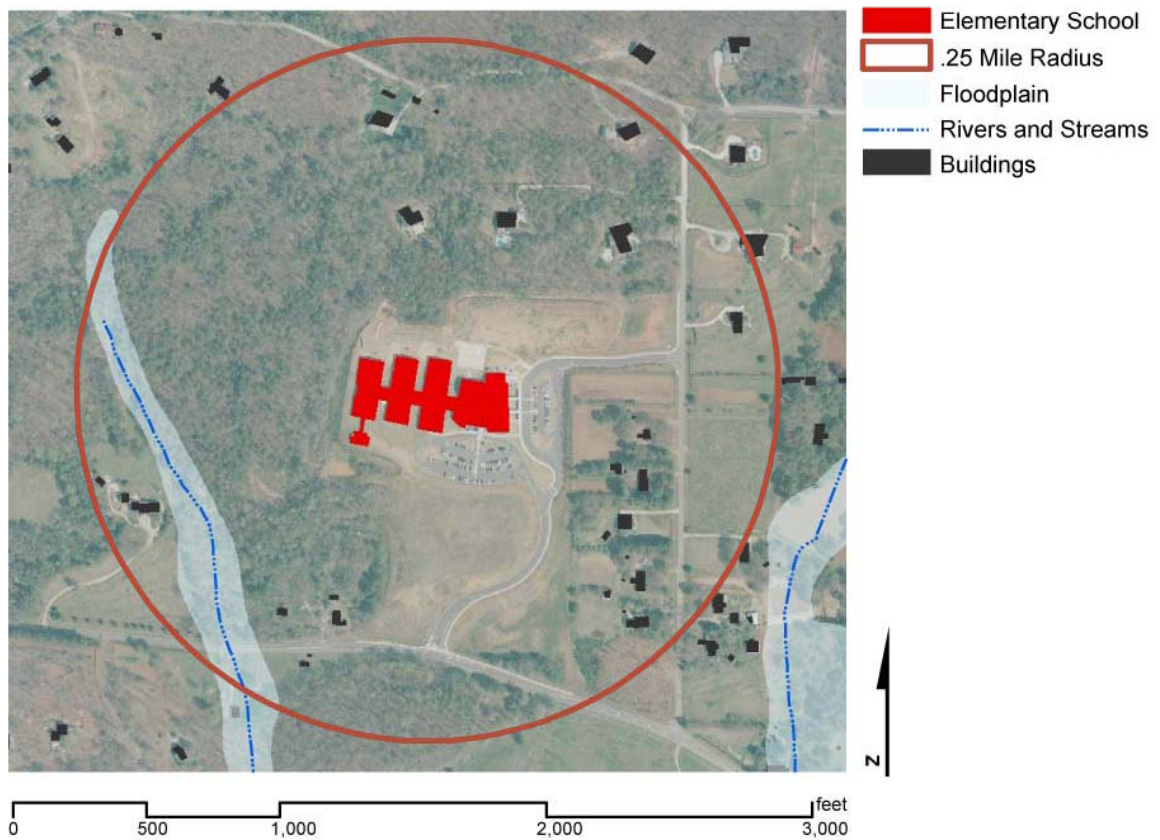 Elementary School
.25 Mile Radius
Floodplain
Rivers and Streams
Buildings
N
feet
0 500 1,000 2,000 3,000